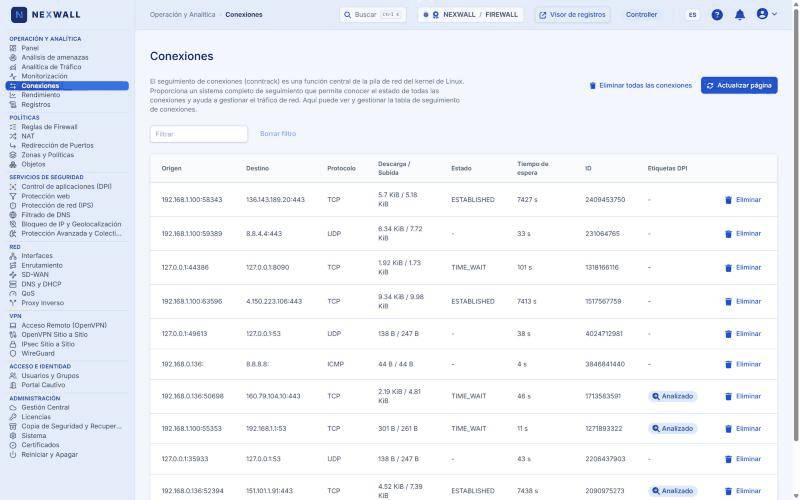 NEXWALL
Operación y Analítica › Conexiones
Buscar Ctrl K
NEXWALL / FIREWALL
Visor de registros
Controller
ES
OPERACIÓN Y ANALÍTICA
Panel
Análisis de amenazas
Analítica de Tráfico
Monitorización
Conexiones
Rendimiento
Registros
POLÍTICAS
Reglas de Firewall
NAT
Redirección de Puertos
Zonas y Políticas
Objetos
SERVICIOS DE SEGURIDAD
Control de aplicaciones (DPI)
Protección web
Protección de red (IPS)
Filtrado de DNS
Bloqueo de IP y Geolocalización
Protección Avanzada y Colecti...
RED
Interfaces
Enrutamiento
SD-WAN
DNS y DHCP
QoS
Proxy Inverso
VPN
Acceso Remoto (OpenVPN)
OpenVPN Sitio a Sitio
IPsec Sitio a Sitio
WireGuard
ACCESO E IDENTIDAD
Usuarios y Grupos
Portal Cautivo
ADMINISTRACIÓN
Gestión Central
Licencias
Copia de Seguridad y Recuper...
Sistema
Certificados
Reiniciar y Apagar
Conexiones
El seguimiento de conexiones (conntrack) es una función central de la pila de red del kernel de Linux.
Proporciona un sistema completo de seguimiento que permite conocer el estado de todas las
conexiones y ayuda a gestionar el tráfico de red. Aquí puede ver y gestionar la tabla de seguimiento
de conexiones.
Eliminar todas las conexiones
Actualizar página
Filtrar
Borrar filtro
Origen Destino Protocolo Descarga / Subida Estado Tiempo de espera ID Etiquetas DPI
192.168.1.100:58343 136.143.189.20:443 TCP 5.7 KiB / 5.18 KiB ESTABLISHED 7427 s 2409453750 - Eliminar
192.168.1.100:59389 8.8.4.4:443 UDP 6.34 KiB / 7.72 KiB - 33 s 231064765 - Eliminar
127.0.0.1:44386 127.0.0.1:8090 TCP 1.92 KiB / 1.73 KiB TIME_WAIT 101 s 1318166116 - Eliminar
192.168.1.100:63596 4.150.223.106:443 TCP 9.34 KiB / 9.98 KiB ESTABLISHED 7413 s 1517567759 - Eliminar
127.0.0.1:49613 127.0.0.1:53 UDP 138 B / 247 B - 38 s 4024712981 - Eliminar
192.168.0.136: 8.8.8.8: ICMP 44 B / 44 B - 4 s 3846841440 - Eliminar
192.168.0.136:50698 160.79.104.10:443 TCP 2.19 KiB / 4.81 KiB TIME_WAIT 46 s 1713583591 Analizado Eliminar
192.168.1.100:55353 192.168.1.1:53 TCP 301 B / 261 B TIME_WAIT 11 s 1271893322 Analizado Eliminar
127.0.0.1:35933 127.0.0.1:53 UDP 138 B / 247 B - 43 s 2206437903 - Eliminar
192.168.0.136:52394 151.101.1.91:443 TCP 4.52 KiB / 7.39 KiB ESTABLISHED 7438 s 2090975273 Analizado Eliminar